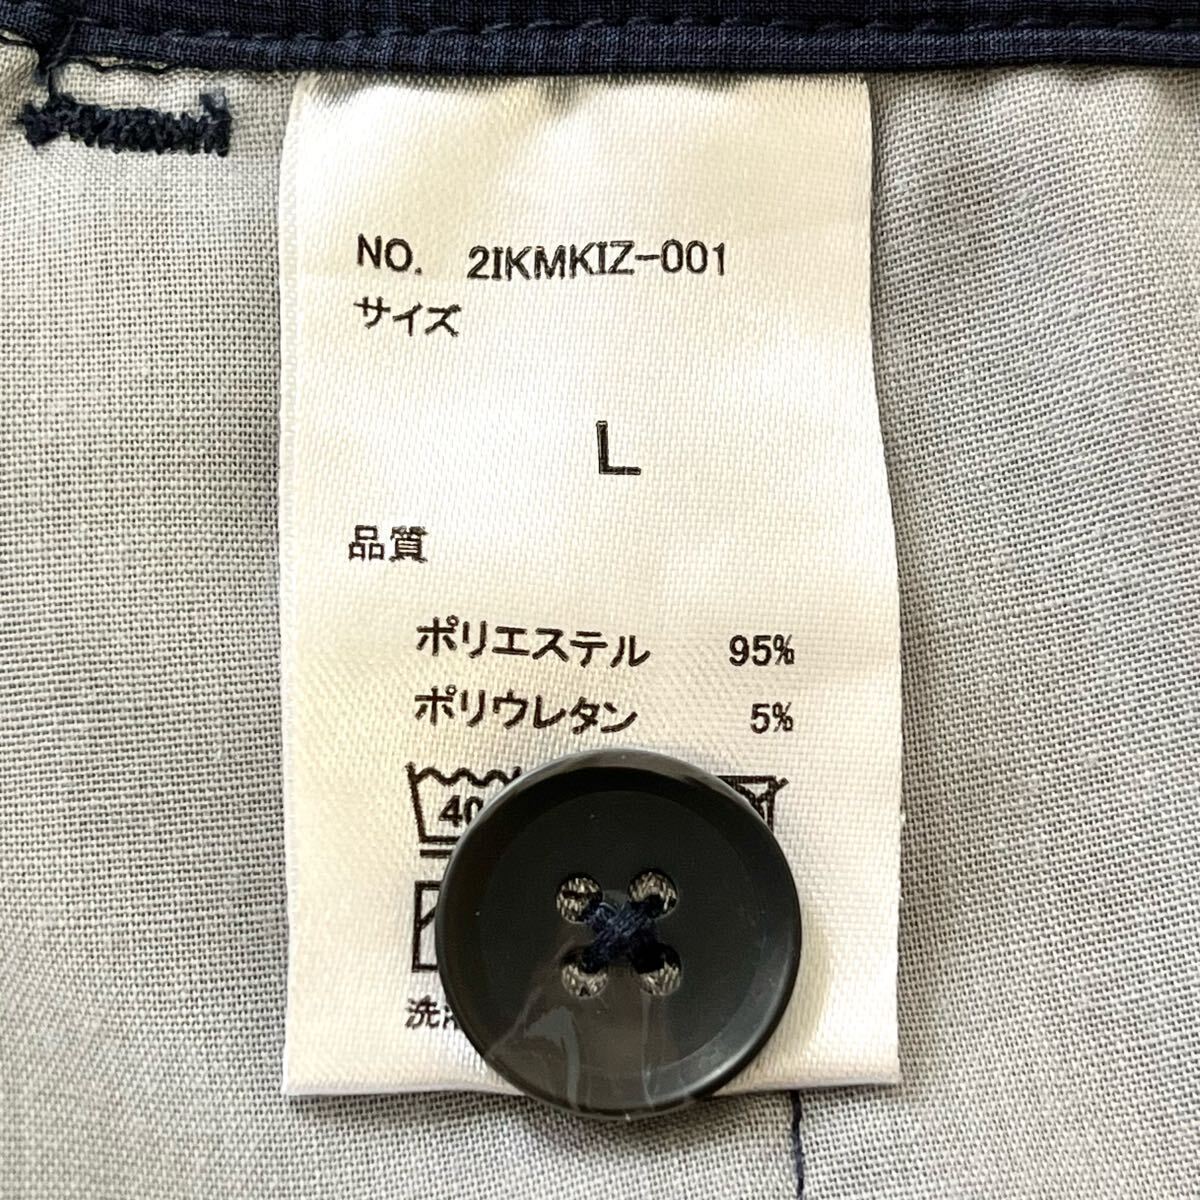 NO. 2IKMKIZ-001
サイズ
L
品質
ポリエステル 95%
ポリウレタン 5%
40